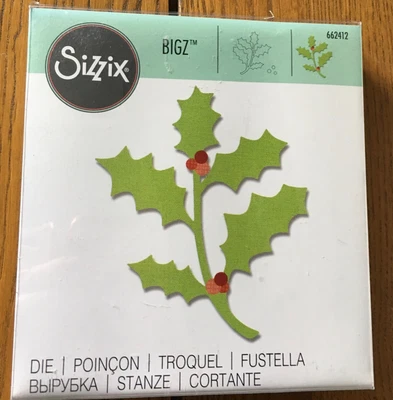 BIGZ™
662412
Sizzix®
DIE | POINÇON | TROQUEL | FUSTELLA
ВЫРУБКА | STANZE | CORTANTE